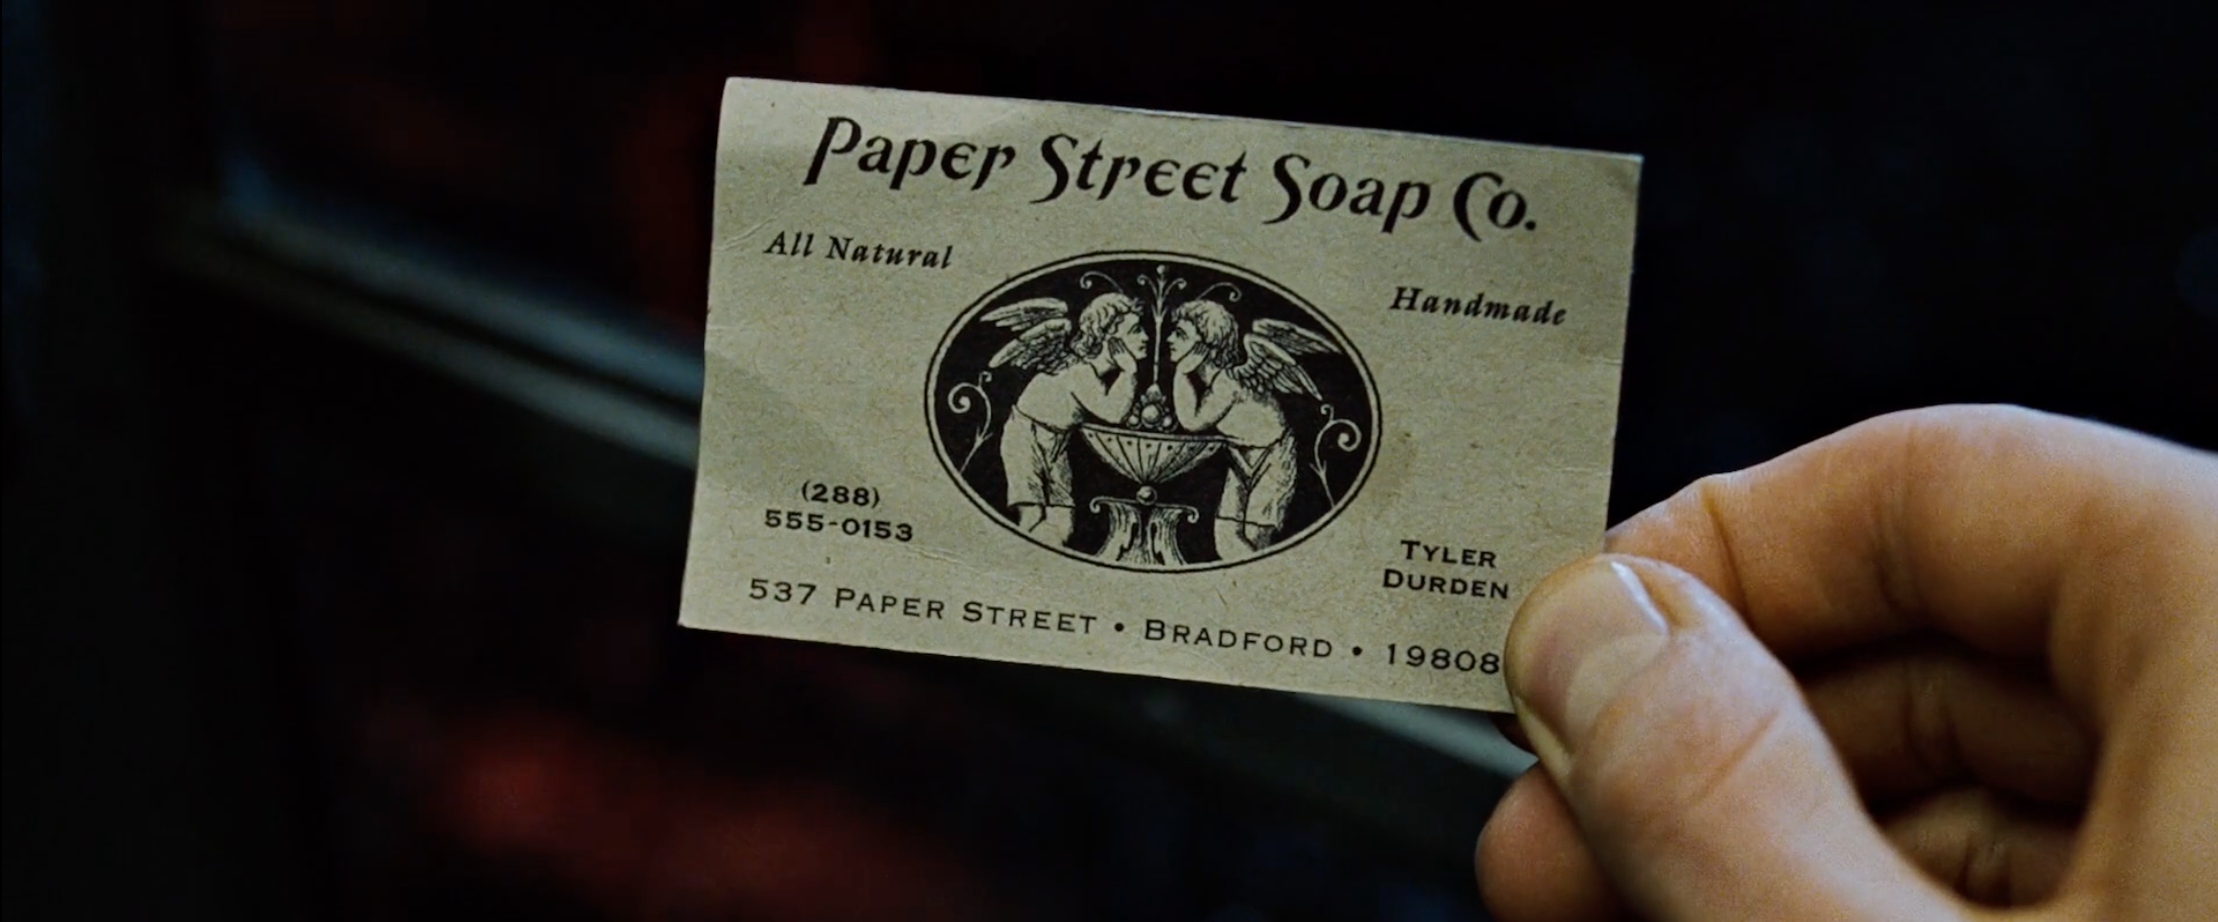 Paper Street Soap Co.
All Natural
Handmade
(288)
555-0153
TYLER
DURDEN
537 PAPER STREET • BRADFORD • 19808